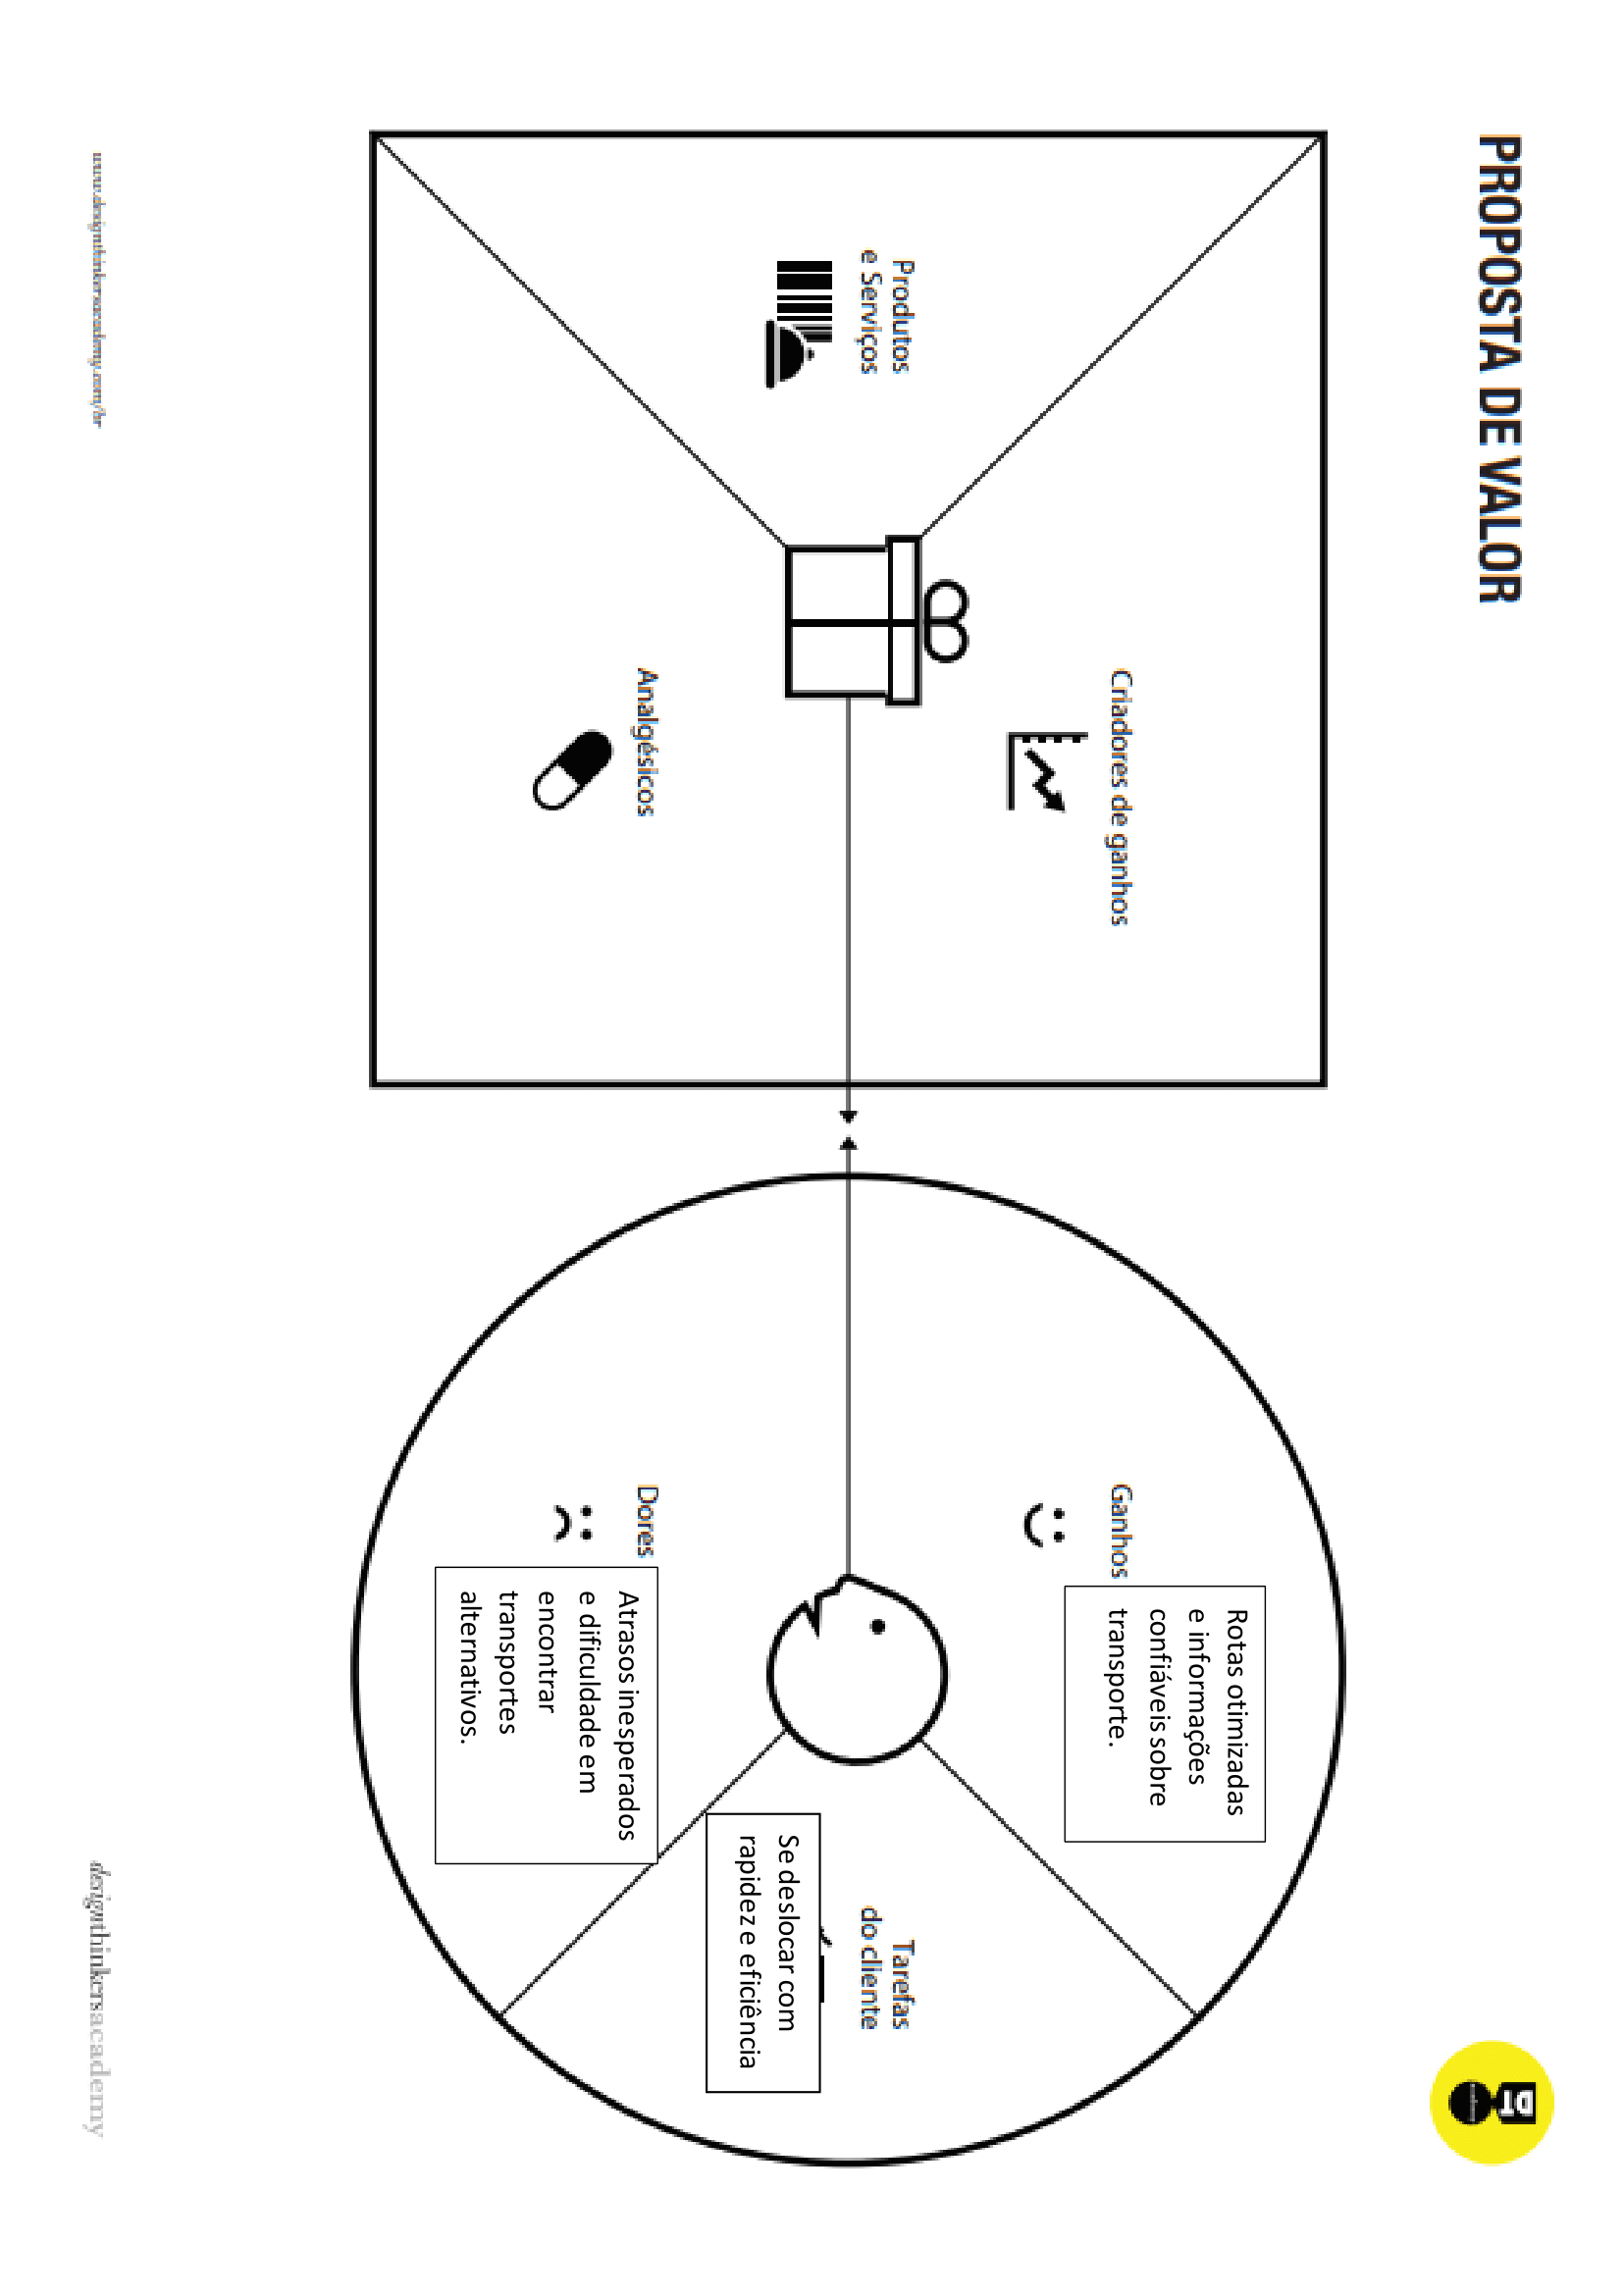 PROPOSTA DE VALOR
Criadores de ganhos
Produtos
e Serviços
Analgésicos
Ganhos
Rotas otimizadas
e informações
confiáveis sobre
transporte.
Tarefas
do cliente
Se deslocar com
rapidez e eficiência
Dores
Atrasos inesperados
e dificuldade em
encontrar
transportes
alternativos.
www.designthinkersacademy.com/br
designthinkersacademy